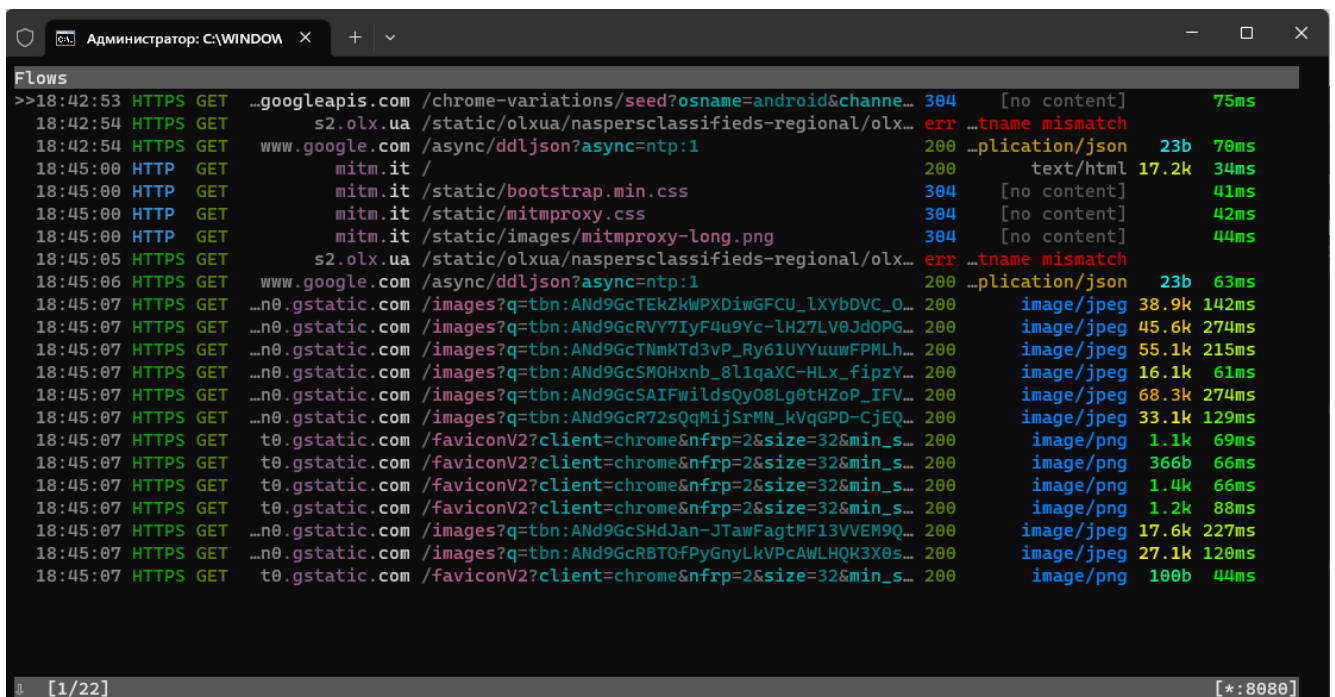 Администратор: C:\WINDOW
Flows
>>18:42:53 HTTPS GET …googleapis.com /chrome-variations/seed?osname=android&channe… 304 [no content] 75ms
18:42:54 HTTPS GET s2.olx.ua /static/olxua/naspersclassifieds-regional/olx… err …tname mismatch
18:42:54 HTTPS GET www.google.com /async/ddljson?async=ntp:1 200 …plication/json 23b 70ms
18:45:00 HTTP GET mitm.it / 200 text/html 17.2k 34ms
18:45:00 HTTP GET mitm.it /static/bootstrap.min.css 304 [no content] 41ms
18:45:00 HTTP GET mitm.it /static/mitmproxy.css 304 [no content] 42ms
18:45:00 HTTP GET mitm.it /static/images/mitmproxy-long.png 304 [no content] 44ms
18:45:05 HTTPS GET s2.olx.ua /static/olxua/naspersclassifieds-regional/olx… err …tname mismatch
18:45:06 HTTPS GET www.google.com /async/ddljson?async=ntp:1 200 …plication/json 23b 63ms
18:45:07 HTTPS GET …n0.gstatic.com /images?q=tbn:ANd9GcTEkZkWPXDiwGFCU_lXYbDVC_O… 200 image/jpeg 38.9k 142ms
18:45:07 HTTPS GET …n0.gstatic.com /images?q=tbn:ANd9GcRVY7IyF4u9Yc-lH27LV0JdOPG… 200 image/jpeg 45.6k 274ms
18:45:07 HTTPS GET …n0.gstatic.com /images?q=tbn:ANd9GcTNmKTd3vP_Ry61UYYuuwFPMLh… 200 image/jpeg 55.1k 215ms
18:45:07 HTTPS GET …n0.gstatic.com /images?q=tbn:ANd9GcSMOHxnb_8l1qaXC-HLx_fipzY… 200 image/jpeg 16.1k 61ms
18:45:07 HTTPS GET …n0.gstatic.com /images?q=tbn:ANd9GcSAIFwildsQyO8Lg0tHZoP_IFV… 200 image/jpeg 68.3k 274ms
18:45:07 HTTPS GET …n0.gstatic.com /images?q=tbn:ANd9GcR72sQqMijSrMN_kVqGPD-CjEQ… 200 image/jpeg 33.1k 129ms
18:45:07 HTTPS GET t0.gstatic.com /faviconV2?client=chrome&nfrp=2&size=32&min_s… 200 image/png 1.1k 69ms
18:45:07 HTTPS GET t0.gstatic.com /faviconV2?client=chrome&nfrp=2&size=32&min_s… 200 image/png 366b 66ms
18:45:07 HTTPS GET t0.gstatic.com /faviconV2?client=chrome&nfrp=2&size=32&min_s… 200 image/png 1.4k 66ms
18:45:07 HTTPS GET t0.gstatic.com /faviconV2?client=chrome&nfrp=2&size=32&min_s… 200 image/png 1.2k 88ms
18:45:07 HTTPS GET …n0.gstatic.com /images?q=tbn:ANd9GcSHdJan-JTawFagtMF13VVEM9Q… 200 image/jpeg 17.6k 227ms
18:45:07 HTTPS GET …n0.gstatic.com /images?q=tbn:ANd9GcRBTOfPyGnyLkVPcAWLHQK3X0s… 200 image/jpeg 27.1k 120ms
18:45:07 HTTPS GET t0.gstatic.com /faviconV2?client=chrome&nfrp=2&size=32&min_s… 200 image/png 100b 44ms
⇩ [1/22] [*:8080]